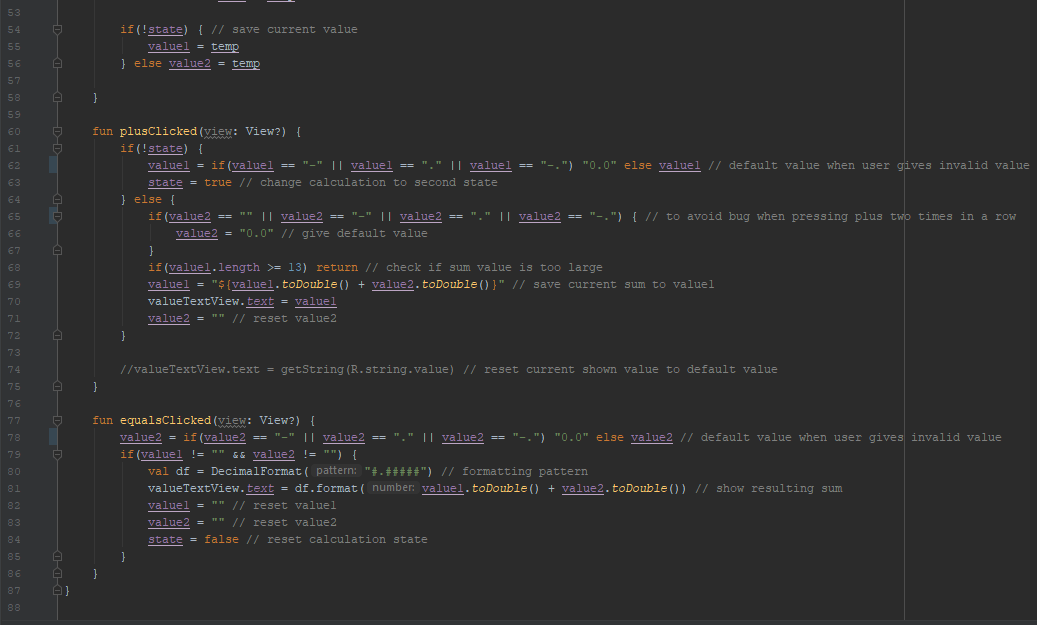 53
54 if(!state) { // save current value
55 value1 = temp
56 } else value2 = temp
57
58 }
59
60 fun plusClicked(view: View?) {
61 if(!state) {
62 value1 = if(value1 == "-" || value1 == "." || value1 == "-.") "0.0" else value1 // default value when user gives invalid value
63 state = true // change calculation to second state
64 } else {
65 if(value2 == "" || value2 == "-" || value2 == "." || value2 == "-.") { // to avoid bug when pressing plus two times in a row
66 value2 = "0.0" // give default value
67 }
68 if(value1.length >= 13) return // check if sum value is too large
69 value1 = "${value1.toDouble() + value2.toDouble()}" // save current sum to value1
70 valueTextView.text = value1
71 value2 = "" // reset value2
72 }
73
74 //valueTextView.text = getString(R.string.value) // reset current shown value to default value
75 }
76
77 fun equalsClicked(view: View?) {
78 value2 = if(value2 == "-" || value2 == "." || value2 == "-.") "0.0" else value2 // default value when user gives invalid value
79 if(value1 != "" && value2 != "") {
80 val df = DecimalFormat( pattern: "#.#####") // formatting pattern
81 valueTextView.text = df.format( number: value1.toDouble() + value2.toDouble()) // show resulting sum
82 value1 = "" // reset value1
83 value2 = "" // reset value2
84 state = false // reset calculation state
85 }
86 }
87 }
88